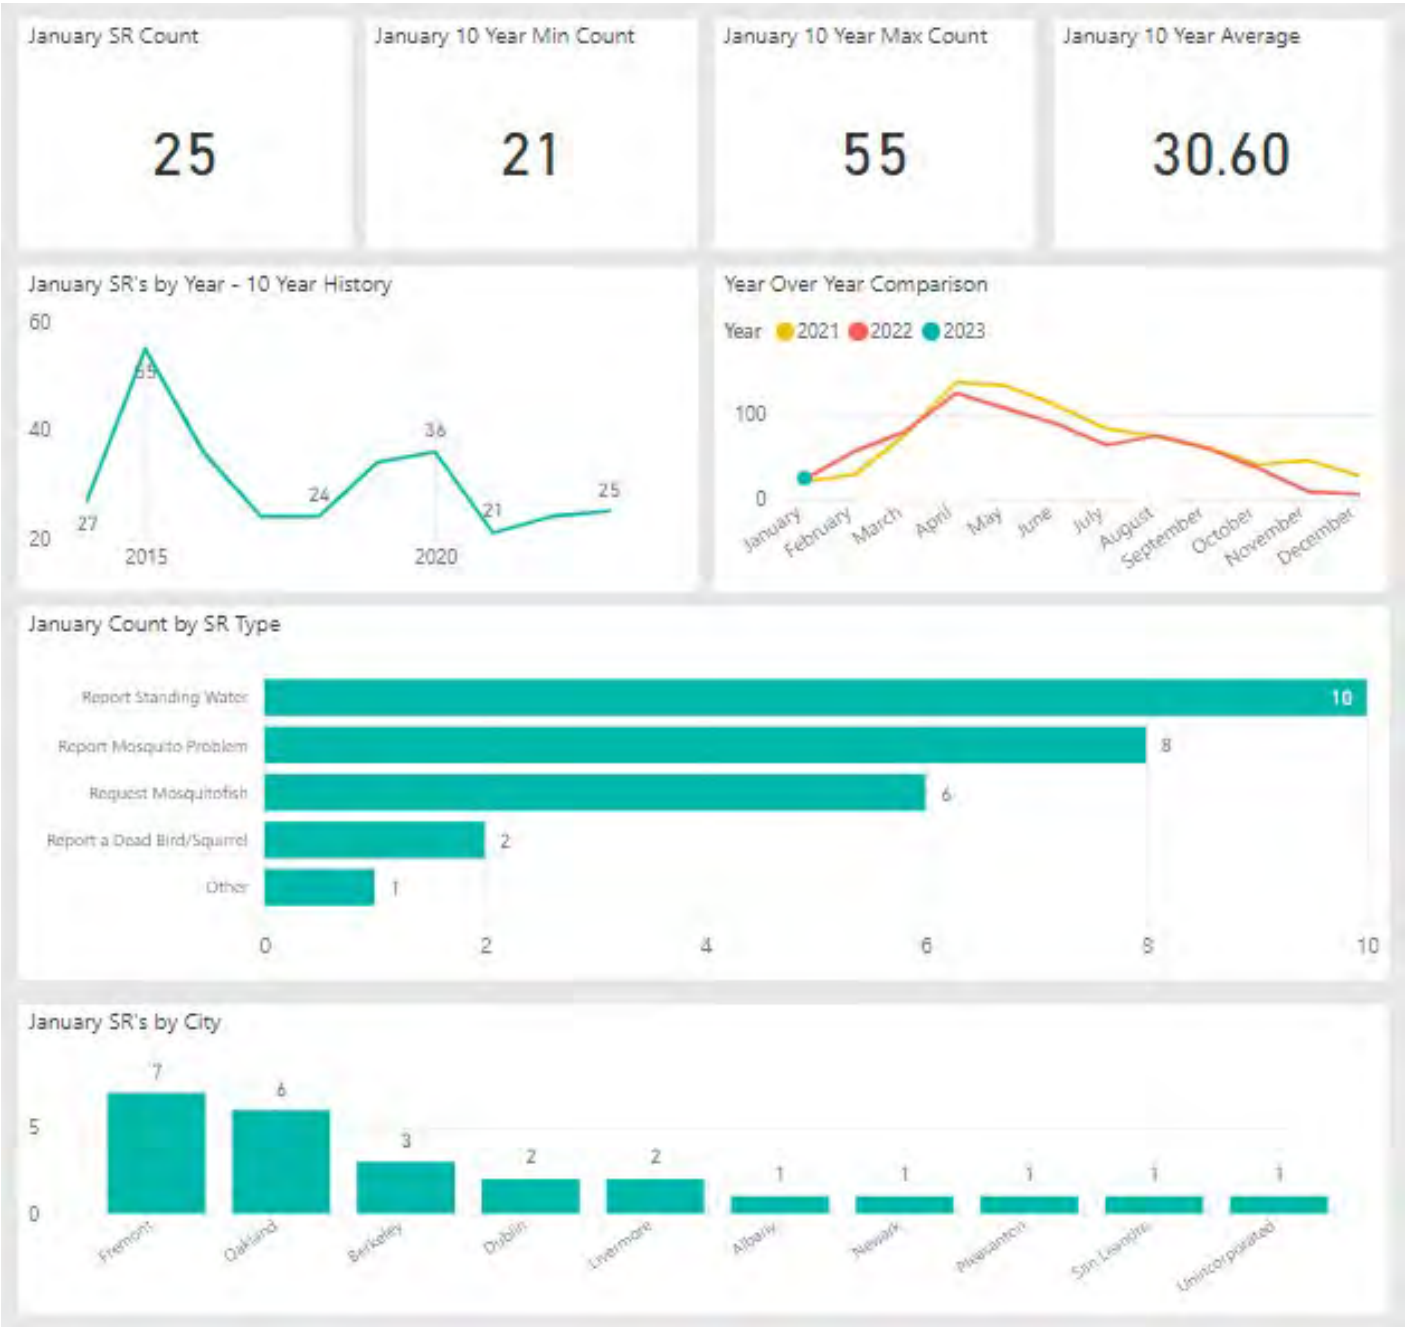 January SR Count
25
January 10 Year Min Count
21
January 10 Year Max Count
55
January 10 Year Average
30.60
January SR's by Year - 10 Year History
60
40
20
27
55
24
36
21
25
2015
2020
Year Over Year Comparison
Year 2021 2022 2023
100
0
January
February
March
April
May
June
July
August
September
October
November
December
January Count by SR Type
Report Standing Water
10
Report Mosquito Problem
8
Request Mosquitofish
6
Report a Dead Bird/Squirrel
2
Other
1
0 2 4 6 8 10
January SR's by City
5
0
7
6
3
2
2
1
1
1
1
1
Fremont
Oakland
Berkeley
Dublin
Livermore
Albany
Newark
Pleasanton
San Leandro
Unincorporated